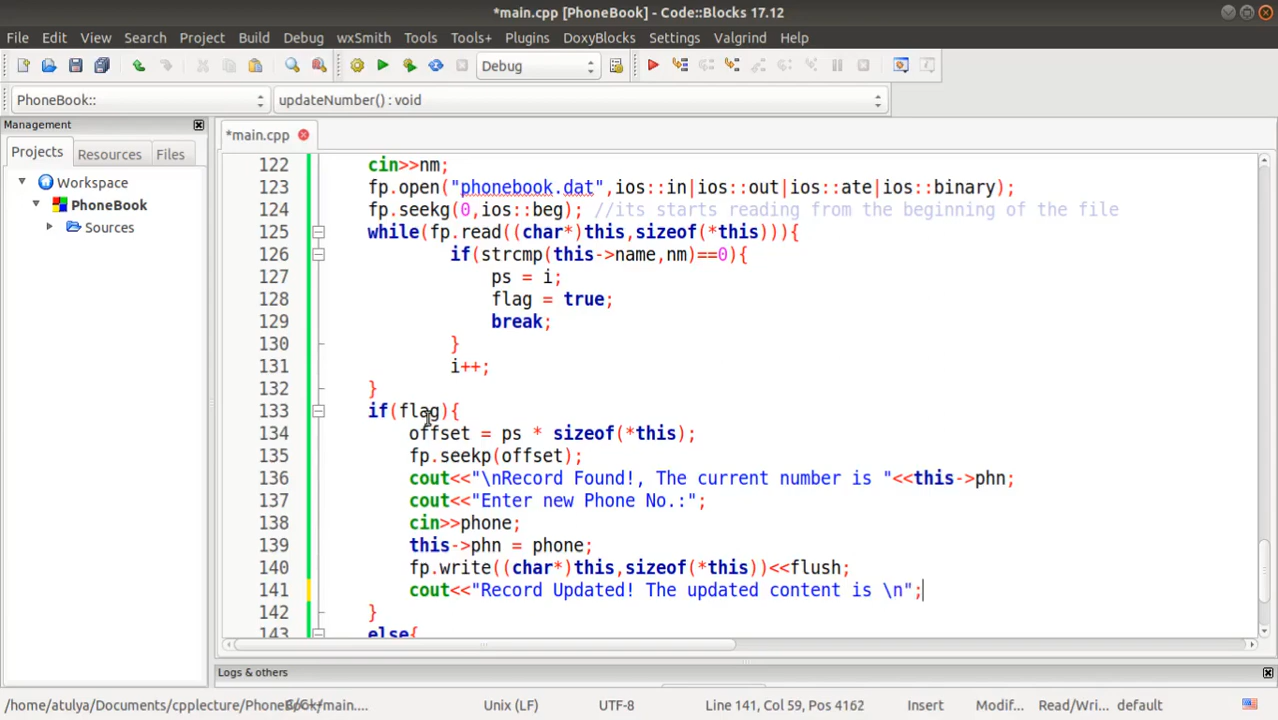 *main.cpp [PhoneBook] - Code::Blocks 17.12
File Edit View Search Project Build Debug wxSmith Tools Tools+ Plugins DoxyBlocks Settings Valgrind Help
Debug
PhoneBook:: updateNumber() : void
Management
*main.cpp
Projects Resources Files
Workspace
PhoneBook
Sources
122 cin>>nm;
123 fp.open("phonebook.dat",ios::in|ios::out|ios::ate|ios::binary);
124 fp.seekg(0,ios::beg); //its starts reading from the beginning of the file
125 while(fp.read((char*)this,sizeof(*this))){
126 if(strcmp(this->name,nm)==0){
127 ps = i;
128 flag = true;
129 break;
130 }
131 i++;
132 }
133 if(flag){
134 offset = ps * sizeof(*this);
135 fp.seekp(offset);
136 cout<<"\nRecord Found!, The current number is "<<this->phn;
137 cout<<"Enter new Phone No.:";
138 cin>>phone;
139 this->phn = phone;
140 fp.write((char*)this,sizeof(*this))<<flush;
141 cout<<"Record Updated! The updated content is \n";
142 }
143 else{
Logs & others
/home/atulya/Documents/cpplecture/PhoneBook/main.... Unix (LF) UTF-8 Line 141, Col 59, Pos 4162 Insert Modif... Read/Wri... default